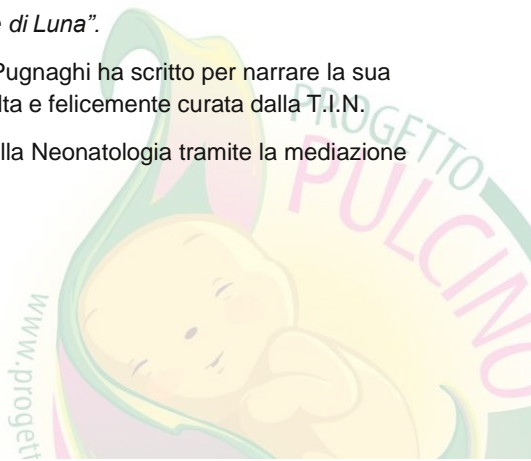 di Luna”.
Pugnaghi ha scritto per narrare la sua
lta e felicemente curata dalla T.I.N.
lla Neonatologia tramite la mediazione
PROGETTO
PULCINO
www.progett